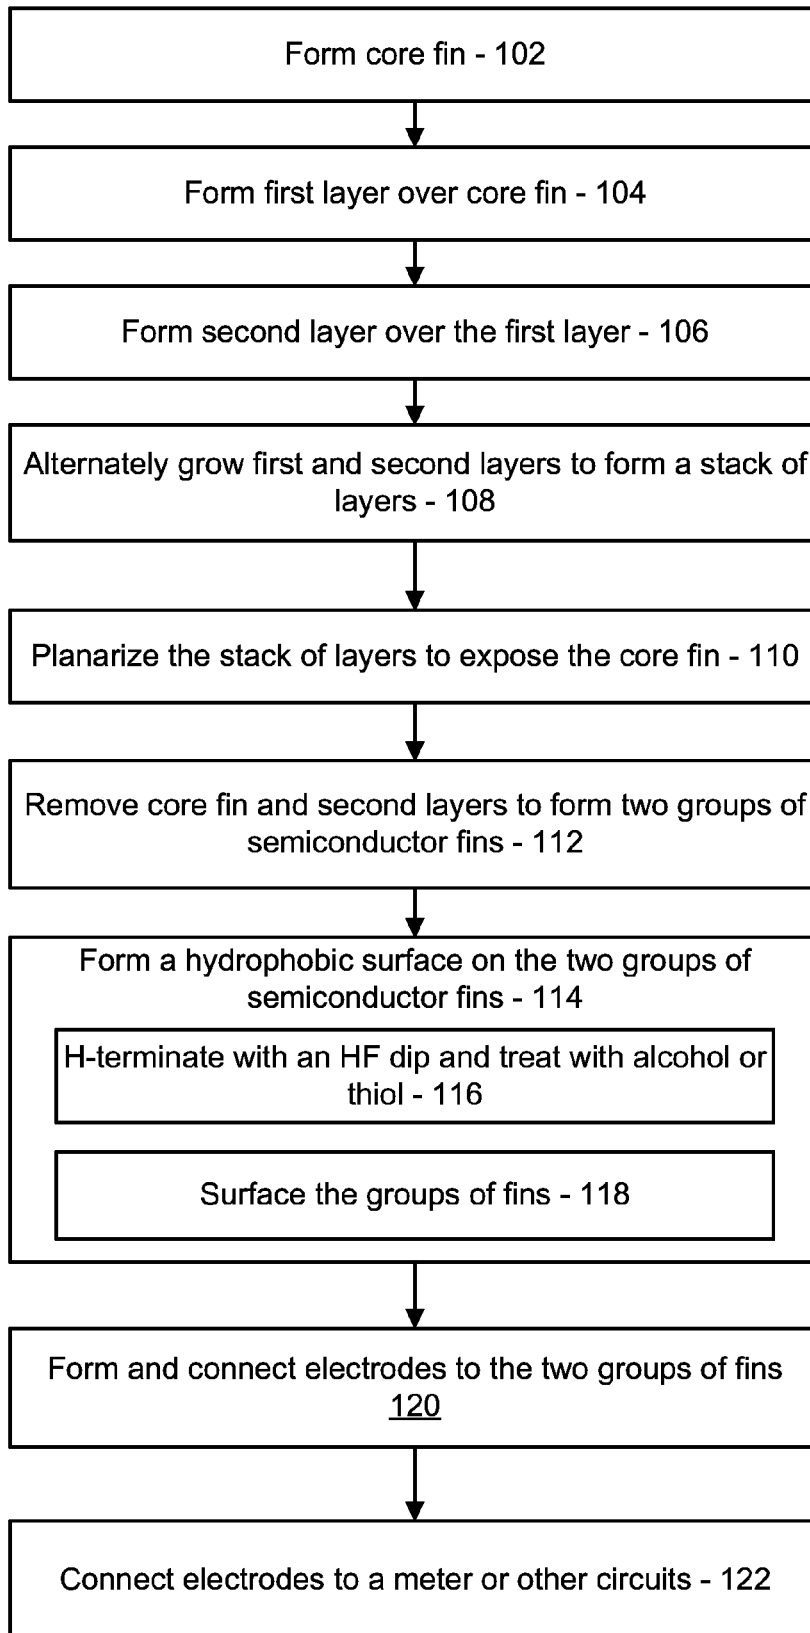 Form core fin - 102
Form first layer over core fin - 104
Form second layer over the first layer - 106
Alternately grow first and second layers to form a stack of
layers - 108
Planarize the stack of layers to expose the core fin - 110
Remove core fin and second layers to form two groups of
semiconductor fins - 112
Form a hydrophobic surface on the two groups of
semiconductor fins - 114
H-terminate with an HF dip and treat with alcohol or
thiol - 116
Surface the groups of fins - 118
Form and connect electrodes to the two groups of fins
120
Connect electrodes to a meter or other circuits - 122